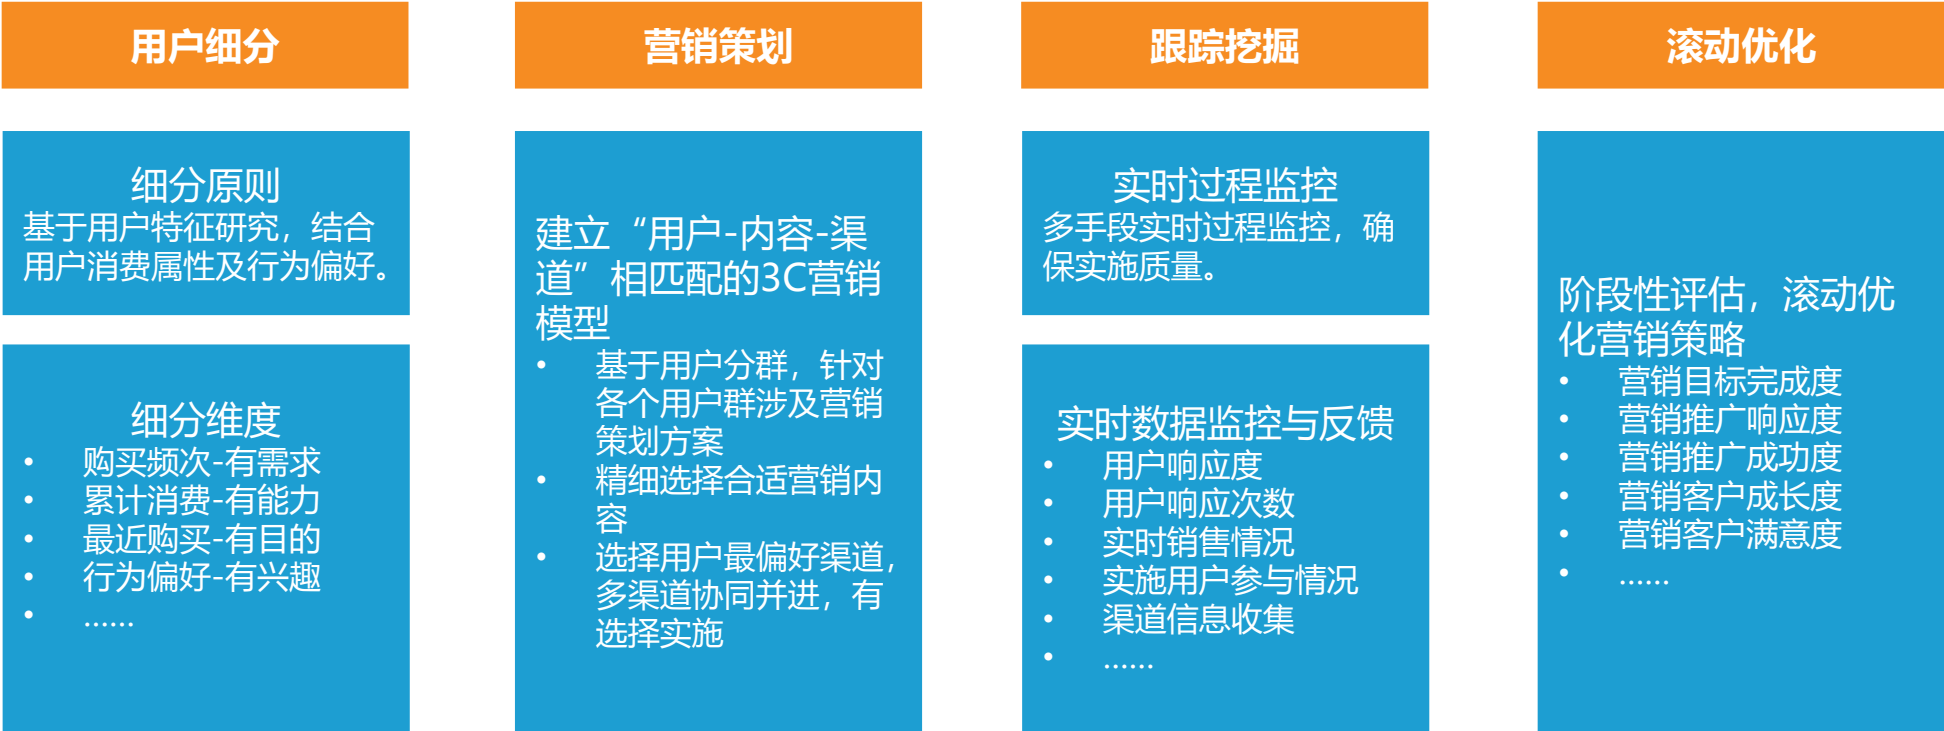 用户细分
细分原则
基于用户特征研究，结合
用户消费属性及行为偏好。
细分维度
• 购买频次-有需求
• 累计消费-有能力
• 最近购买-有目的
• 行为偏好-有兴趣
• ......
营销策划
建立“用户-内容-渠
道”相匹配的3C营销
模型
• 基于用户分群，针对
各个用户群涉及营销
策划方案
• 精细选择合适营销内
容
• 选择用户最偏好渠道，
多渠道协同并进，有
选择实施
跟踪挖掘
实时过程监控
多手段实时过程监控，确
保实施质量。
实时数据监控与反馈
• 用户响应度
• 用户响应次数
• 实时销售情况
• 实施用户参与情况
• 渠道信息收集
• ......
滚动优化
阶段性评估，滚动优
化营销策略
• 营销目标完成度
• 营销推广响应度
• 营销推广成功度
• 营销客户成长度
• 营销客户满意度
• ......